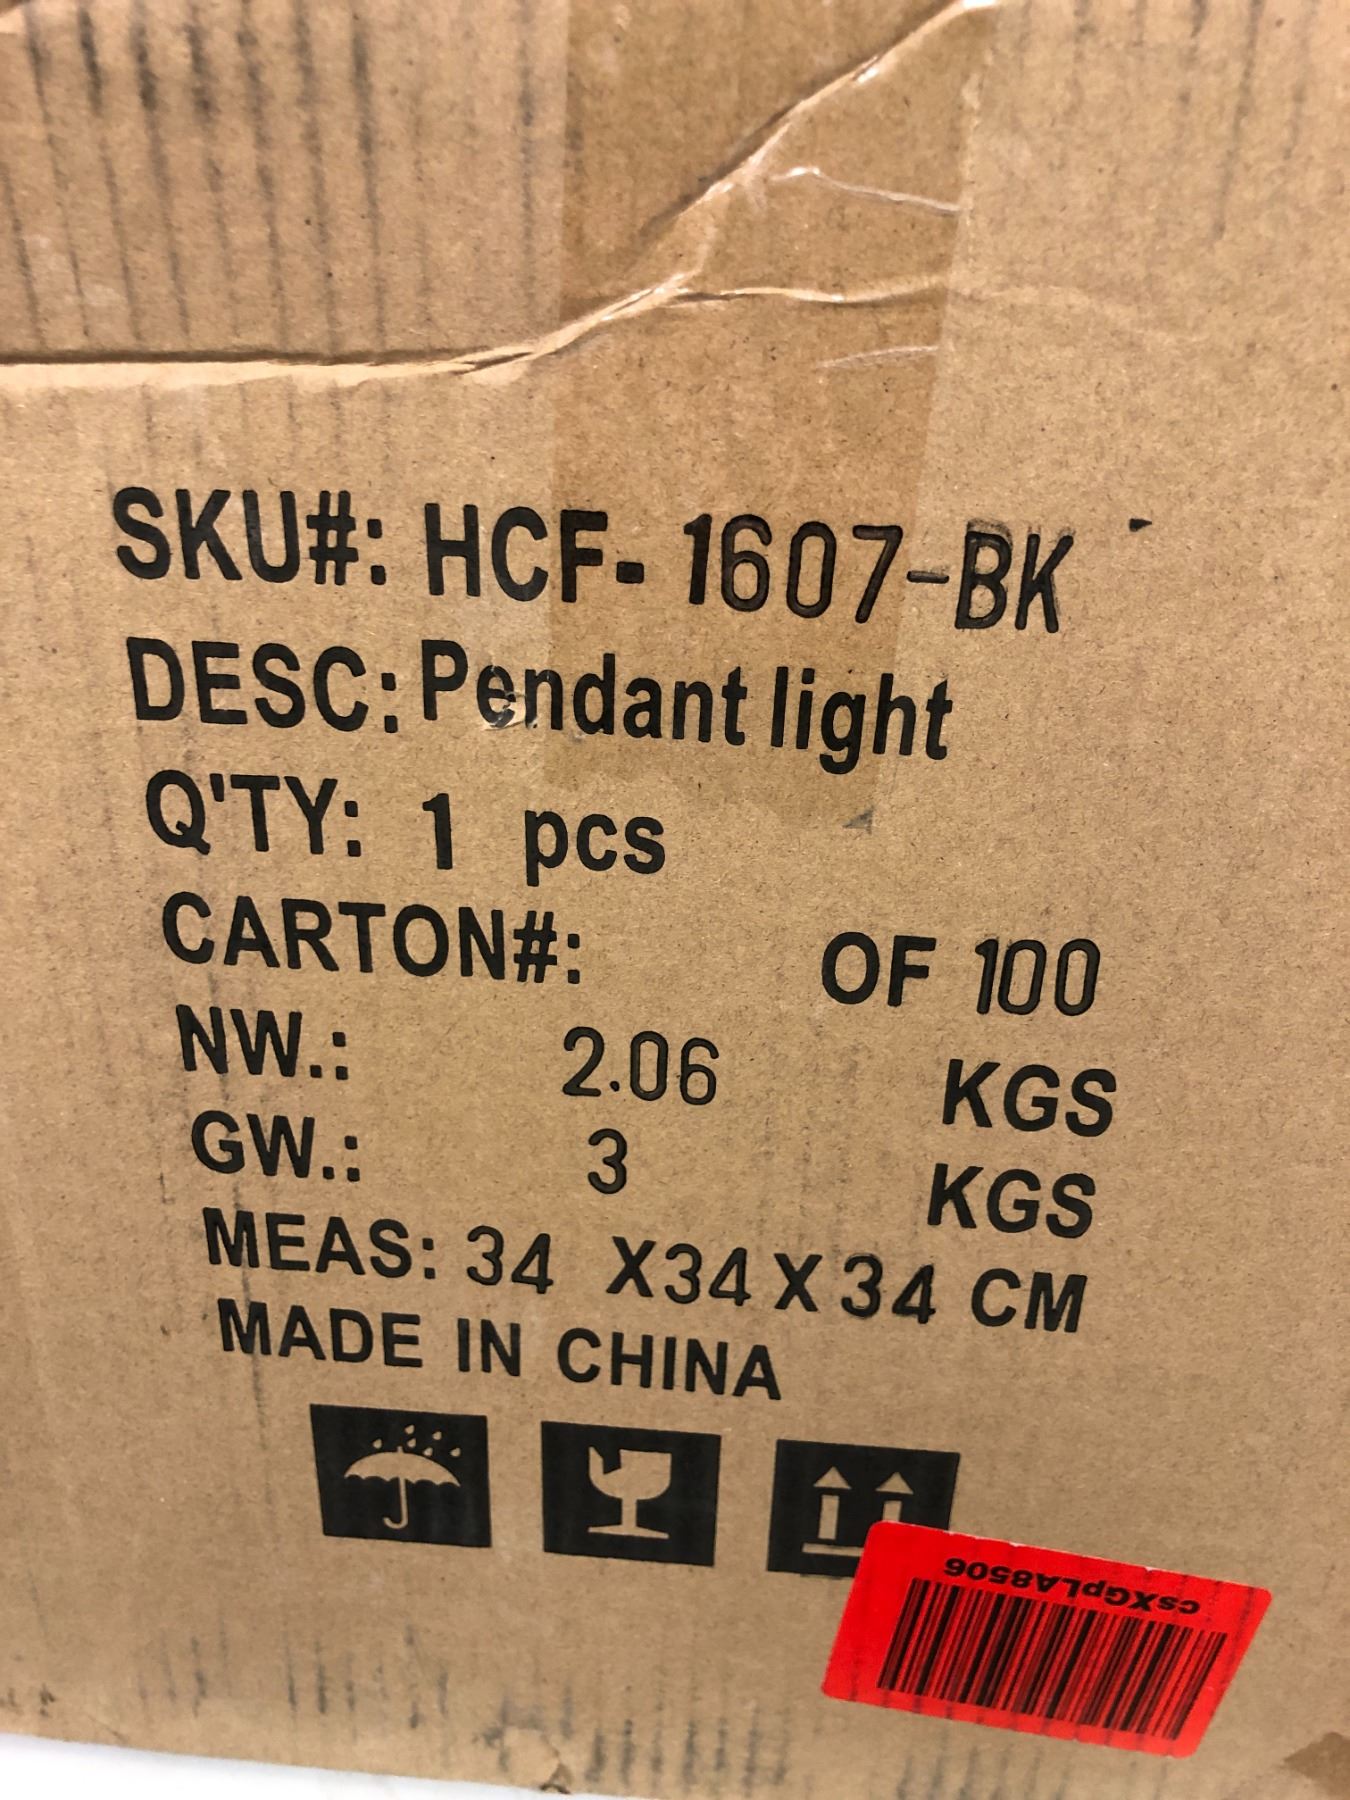 SKU#: HCF- 1607-BK
DESC: Pendant light
Q'TY: 1 pcs
CARTON#: OF 100
NW.: 2.06 KGS
GW.: 3 KGS
MEAS: 34 X34 X 34 CM
MADE IN CHINA
csXGpLA8506